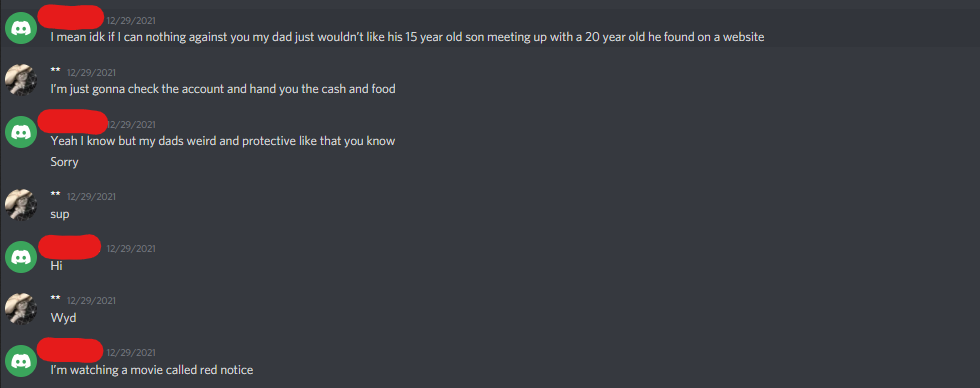 12/29/2021
I mean idk if I can nothing against you my dad just wouldn't like his 15 year old son meeting up with a 20 year old he found on a website
** 12/29/2021
I'm just gonna check the account and hand you the cash and food
12/29/2021
Yeah I know but my dads weird and protective like that you know
Sorry
** 12/29/2021
sup
12/29/2021
Hi
** 12/29/2021
Wyd
12/29/2021
I'm watching a movie called red notice